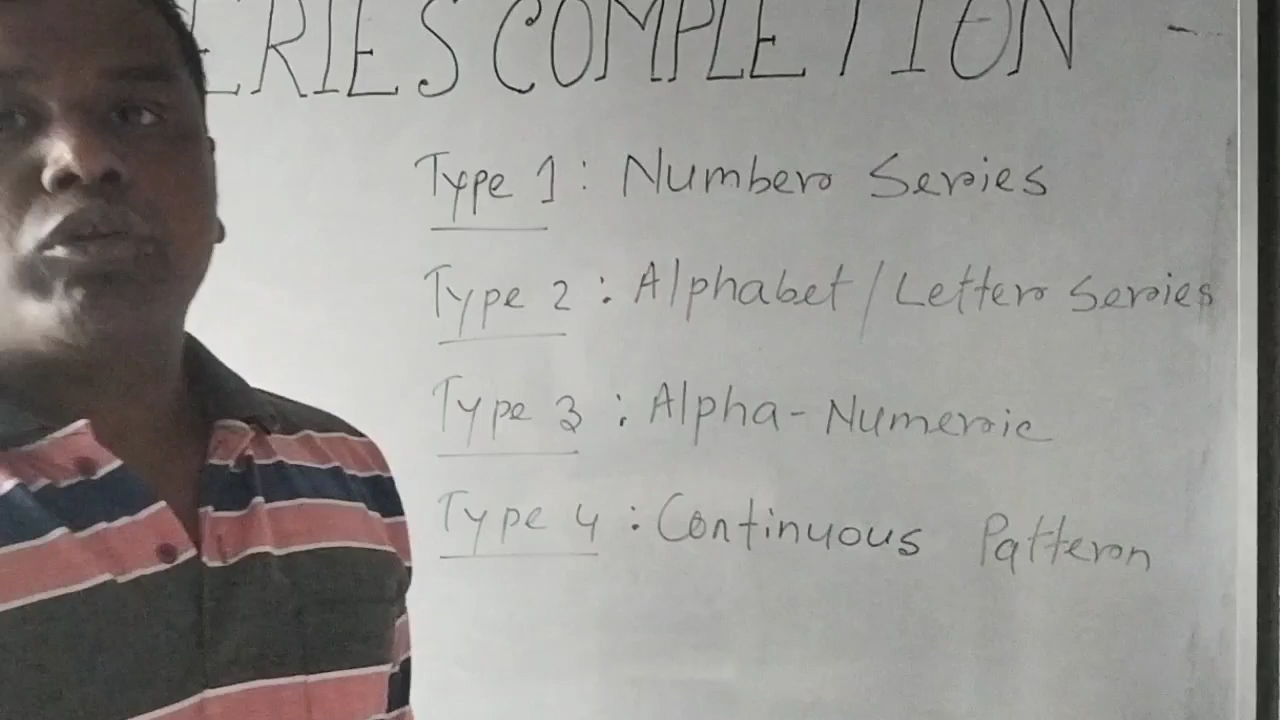 ERIES COMPLETION -
Type 1 : Number Series
Type 2 : Alphabet / Letter Series
Type 3 : Alpha - Numeric
Type 4 : Continuous Pattern